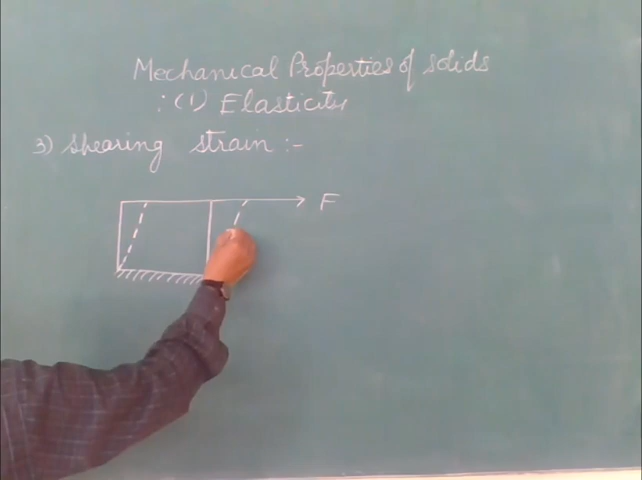 Mechanical Properties of solids
:(1) Elasticity
3) Shearing strain :-
F